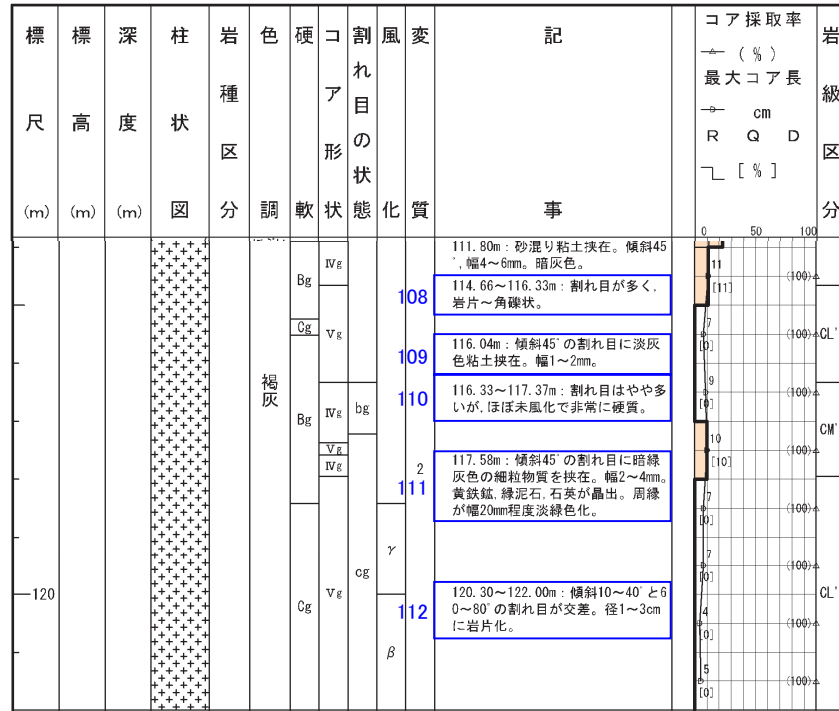 標尺(m)
標高(m)
深度(m)
柱状図
岩種区分
色調
硬軟
コア形状
割れ目の状態
風化
変質
記事
コア採取率
(%)
最大コア長
cm
R Q D
[%]
岩級区分
0 50 100
111.80m:砂混り粘土挟在。傾斜45
°,幅4～6mm。暗灰色。
108
114.66～116.33m:割れ目が多く,
岩片～角礫状。
109
116.04m:傾斜45°の割れ目に淡灰
色粘土挟在。幅1～2mm。
110
116.33～117.37m:割れ目はやや多
いが,ほぼ未風化で非常に硬質。
111
117.58m:傾斜45°の割れ目に暗緑
灰色の細粒物質を挟在。幅2～4mm。
黄鉄鉱,緑泥石,石英が晶出。周縁
が幅20mm程度淡緑色化。
112
120.30～122.00m:傾斜10～40°と6
0～80°の割れ目が交差。径1～3cm
に岩片化。
-120
褐灰
Bg
Cg
Bg
Cg
Ⅳg
Ⅴg
Ⅳg
Ⅴg
Ⅳg
Ⅴg
bg
cg
γ
β
2
11
[11]
(100)
7
[0]
(100)
9
[0]
(100)
10
[10]
(100)
7
[0]
(100)
7
[0]
(100)
4
[0]
(100)
5
[0]
(100)
CL'
CM'
CL'